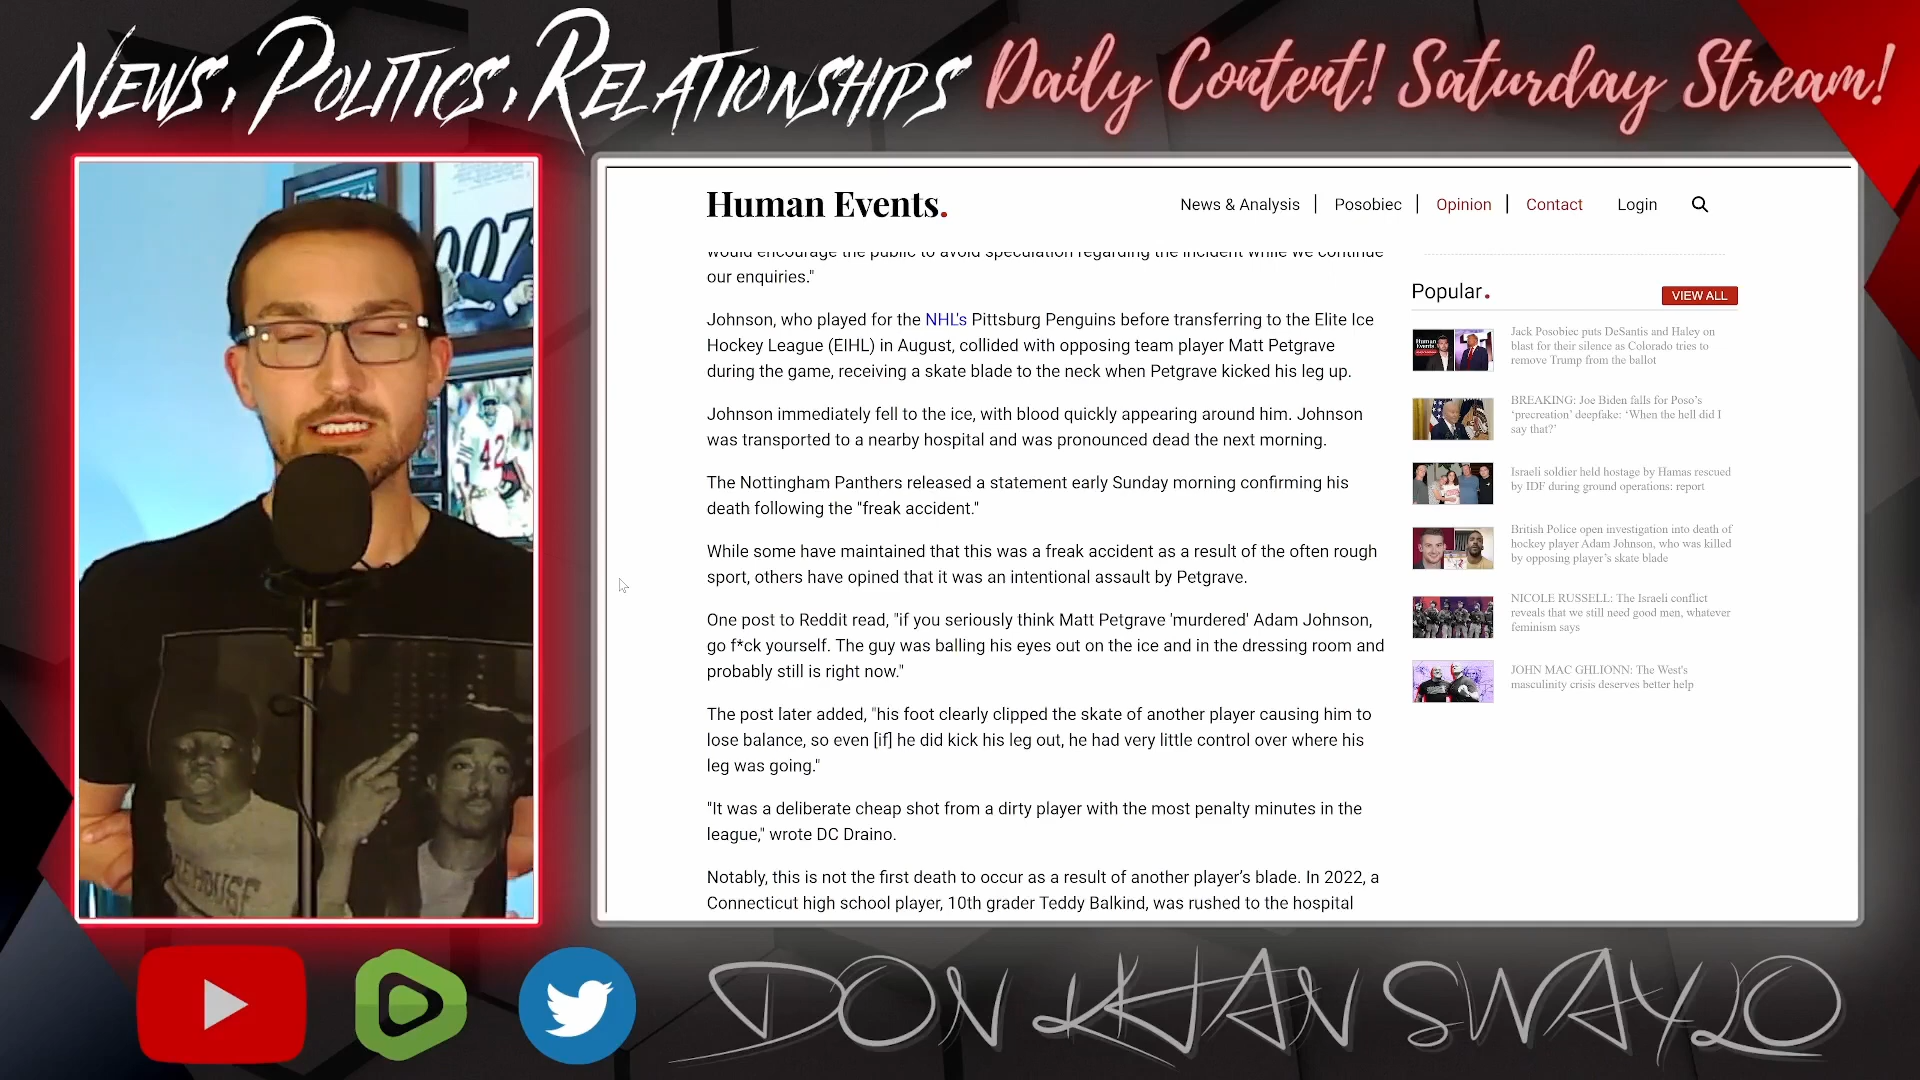 NEWS, POLITICS, RELATIONSHIPS
Daily Content! Saturday Stream!
007
42
Human Events.
News & Analysis
Posobiec
Opinion
Contact
Login
would encourage the public to avoid speculation regarding the incident while we continue
our enquiries."
Johnson, who played for the NHL's Pittsburg Penguins before transferring to the Elite Ice
Hockey League (EIHL) in August, collided with opposing team player Matt Petgrave
during the game, receiving a skate blade to the neck when Petgrave kicked his leg up.
Johnson immediately fell to the ice, with blood quickly appearing around him. Johnson
was transported to a nearby hospital and was pronounced dead the next morning.
The Nottingham Panthers released a statement early Sunday morning confirming his
death following the "freak accident."
While some have maintained that this was a freak accident as a result of the often rough
sport, others have opined that it was an intentional assault by Petgrave.
One post to Reddit read, "if you seriously think Matt Petgrave 'murdered' Adam Johnson,
go f*ck yourself. The guy was balling his eyes out on the ice and in the dressing room and
probably still is right now."
The post later added, "his foot clearly clipped the skate of another player causing him to
lose balance, so even [if] he did kick his leg out, he had very little control over where his
leg was going."
"It was a deliberate cheap shot from a dirty player with the most penalty minutes in the
league," wrote DC Draino.
Notably, this is not the first death to occur as a result of another player’s blade. In 2022, a
Connecticut high school player, 10th grader Teddy Balkind, was rushed to the hospital
Popular.
VIEW ALL
Jack Posobiec puts DeSantis and Haley on
blast for their silence as Colorado tries to
remove Trump from the ballot
BREAKING: Joe Biden falls for Poso’s
‘precreation’ deepfake: ‘When the hell did I
say that?’
Israeli soldier held hostage by Hamas rescued
by IDF during ground operations: report
British Police open investigation into death of
hockey player Adam Johnson, who was killed
by opposing player’s skate blade
NICOLE RUSSELL: The Israeli conflict
reveals that we still need good men, whatever
feminism says
JOHN MAC GHLIONN: The West's
masculinity crisis deserves better help
DON KHAN SWAYLO